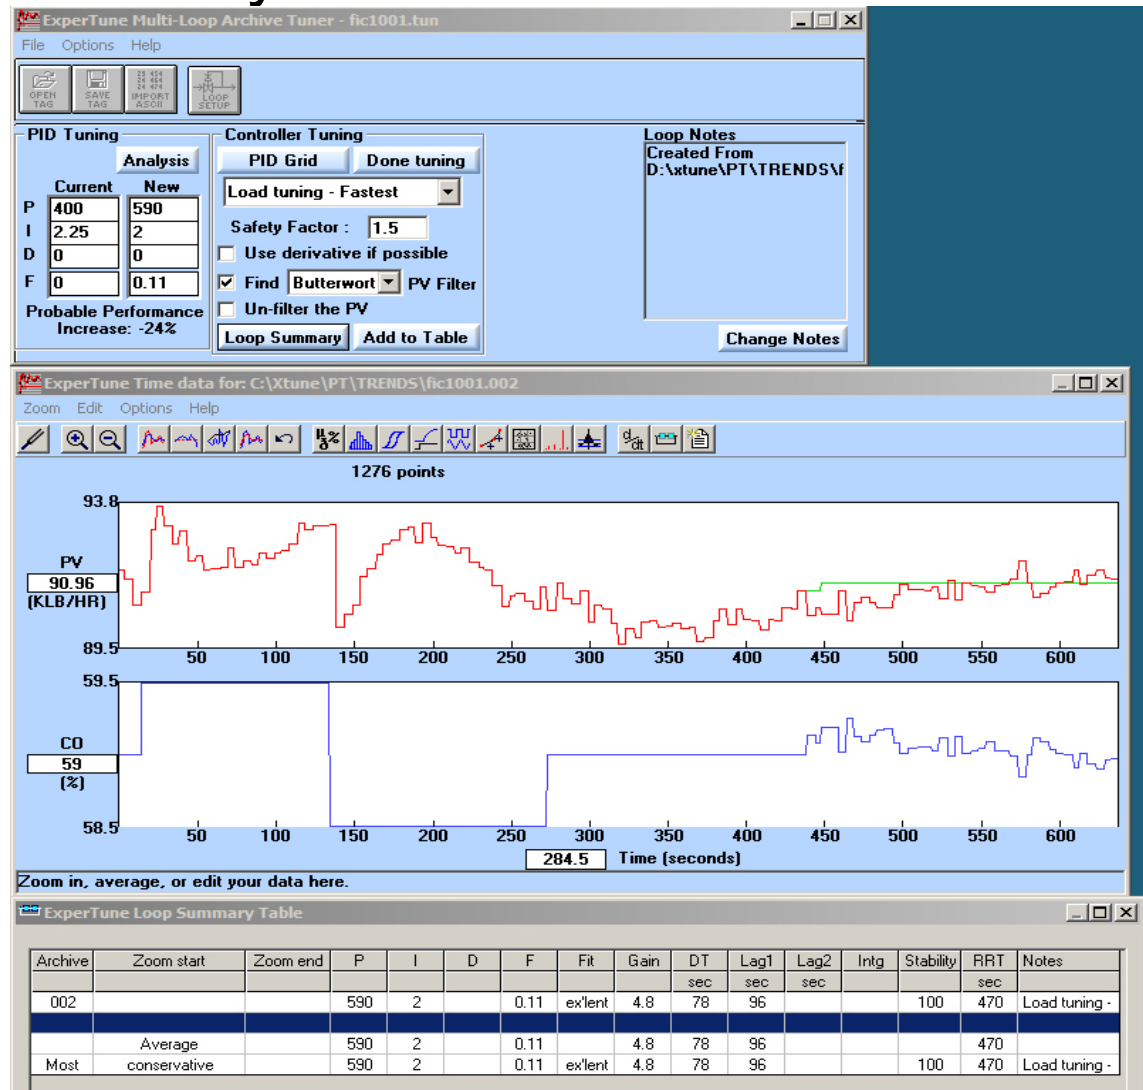 ExperTune Multi-Loop Archive Tuner - fic1001.tun
File Options Help
OPEN TAG SAVE TAG IMPORT ASCII LOOP SETUP
PID Tuning
Analysis
Current New
P 400 590
I 2.25 2
D 0 0
F 0 0.11
Probable Performance
Increase: -24%
Controller Tuning
PID Grid Done tuning
Load tuning - Fastest
Safety Factor : 1.5
Use derivative if possible
Find Butterwort PV Filter
Un-filter the PV
Loop Summary Add to Table
Loop Notes
Created From
D:\xtune\PT\TRENDS\f
Change Notes
ExperTune Time data for: C:\Xtune\PT\TRENDS\fic1001.002
Zoom Edit Options Help
1276 points
93.8
PV
90.96
(KLB/HR)
89.5
50 100 150 200 250 300 350 400 450 500 550 600
59.5
CO
59
(%)
58.5
50 100 150 200 250 300 350 400 450 500 550 600
284.5 Time (seconds)
Zoom in, average, or edit your data here.
ExperTune Loop Summary Table
Archive Zoom start Zoom end P I D F Fit Gain DT Lag1 Lag2 Intg Stability RRT Notes
sec sec sec sec
002 590 2 0.11 ex'lent 4.8 78 96 100 470 Load tuning -
Average 590 2 0.11 4.8 78 96 470
Most conservative 590 2 0.11 ex'lent 4.8 78 96 100 470 Load tuning -